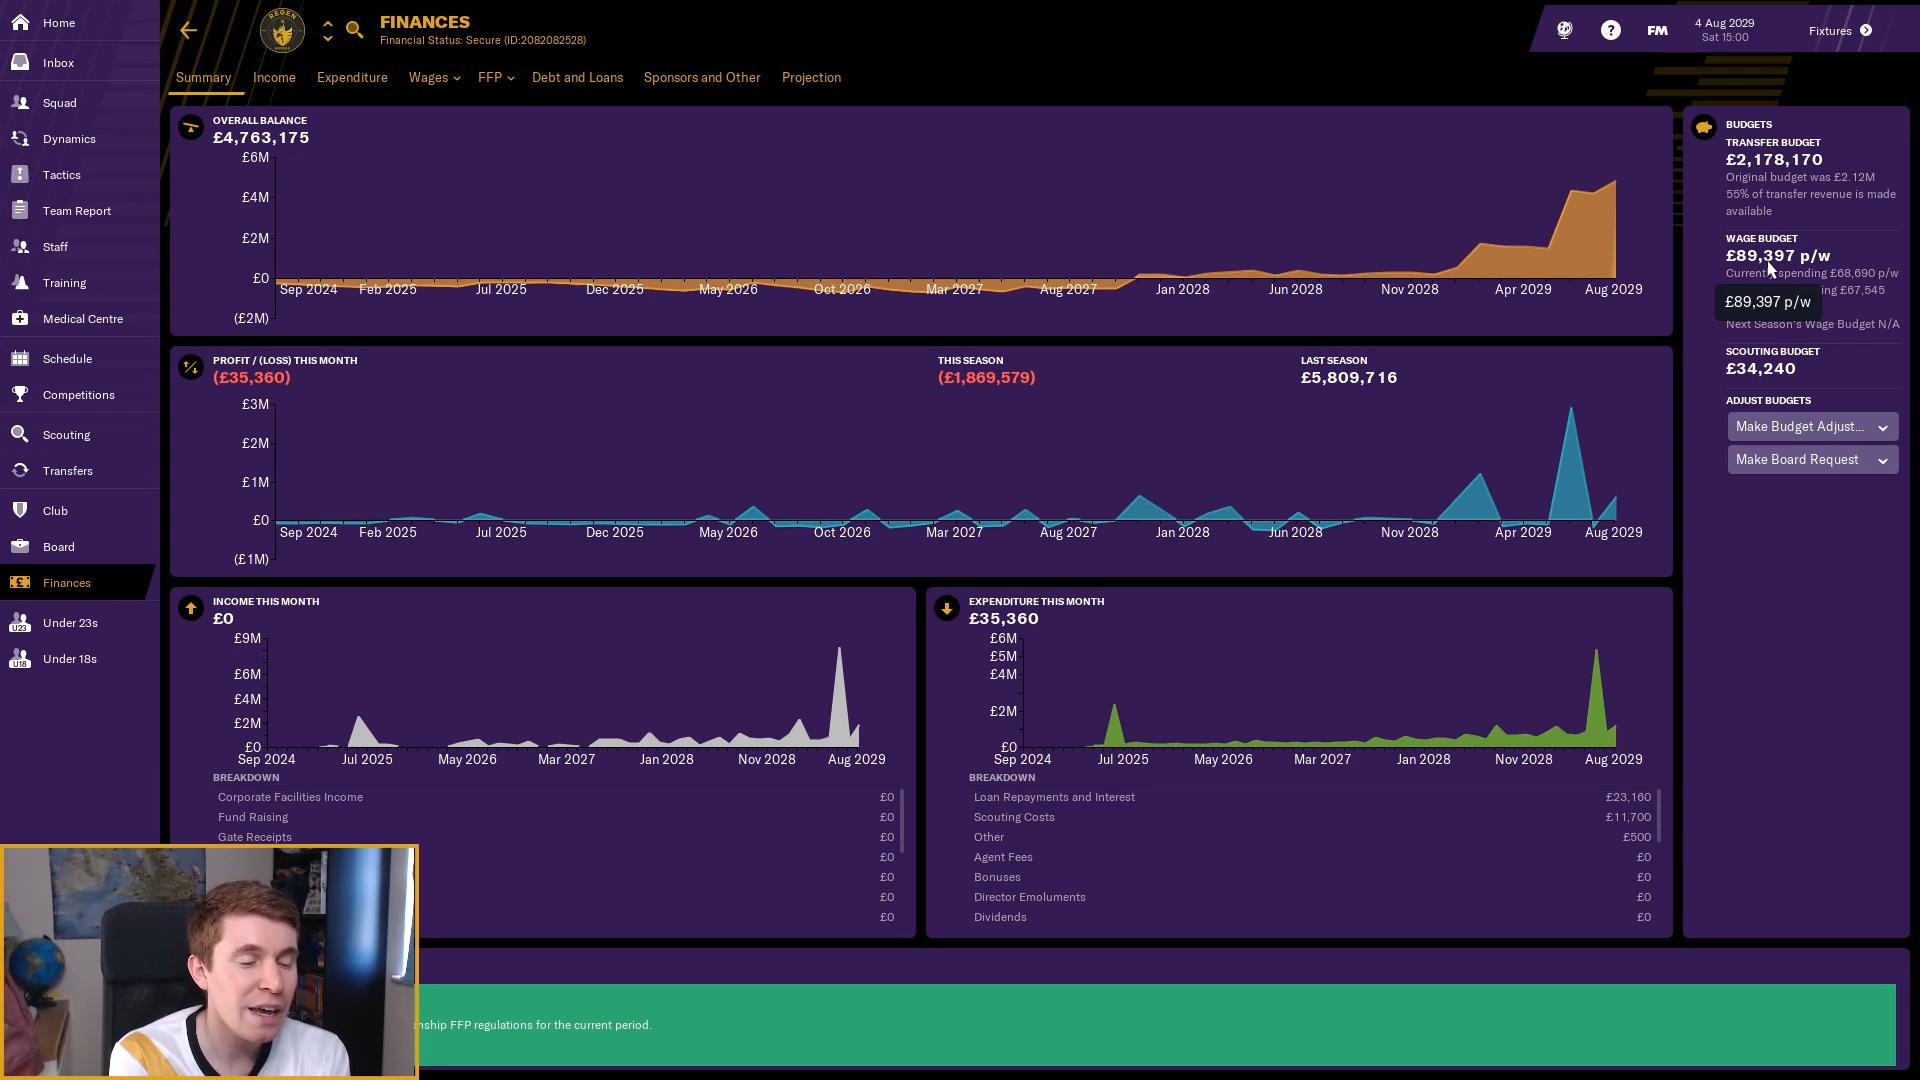 Home
Inbox
Squad
Dynamics
Tactics
Team Report
Staff
Training
Medical Centre
Schedule
Competitions
Scouting
Transfers
Club
Board
Finances
U23
Under 23s
U18
Under 18s
FINANCES
Financial Status: Secure (ID:2082082528)
FM
4 Aug 2029
Sat 15:00
Fixtures
Summary
Income
Expenditure
Wages
FFP
Debt and Loans
Sponsors and Other
Projection
OVERALL BALANCE
£4,763,175
£6M
£4M
£2M
£0
(£2M)
Sep 2024 Feb 2025 Jul 2025 Dec 2025 May 2026 Oct 2026 Mar 2027 Aug 2027 Jan 2028 Jun 2028 Nov 2028 Apr 2029 Aug 2029
PROFIT / (LOSS) THIS MONTH
(£35,360)
THIS SEASON
(£1,869,579)
LAST SEASON
£5,809,716
£3M
£2M
£1M
£0
(£1M)
Sep 2024 Feb 2025 Jul 2025 Dec 2025 May 2026 Oct 2026 Mar 2027 Aug 2027 Jan 2028 Jun 2028 Nov 2028 Apr 2029 Aug 2029
INCOME THIS MONTH
£0
£9M
£6M
£4M
£2M
£0
Sep 2024 Jul 2025 May 2026 Mar 2027 Jan 2028 Nov 2028 Aug 2029
BREAKDOWN
Corporate Facilities Income £0
Fund Raising £0
Gate Receipts £0
£0
£0
£0
£0
EXPENDITURE THIS MONTH
£35,360
£6M
£5M
£4M
£2M
£0
Sep 2024 Jul 2025 May 2026 Mar 2027 Jan 2028 Nov 2028 Aug 2029
BREAKDOWN
Loan Repayments and Interest £23,160
Scouting Costs £11,700
Other £500
Agent Fees £0
Bonuses £0
Director Emoluments £0
Dividends £0
BUDGETS
TRANSFER BUDGET
£2,178,170
Original budget was £2.12M
55% of transfer revenue is made
available
WAGE BUDGET
£89,397 p/w
Current spending £68,690 p/w
ing £67,545
£89,397 p/w
Next Season's Wage Budget N/A
SCOUTING BUDGET
£34,240
ADJUST BUDGETS
Make Budget Adjust...
Make Board Request
nship FFP regulations for the current period.